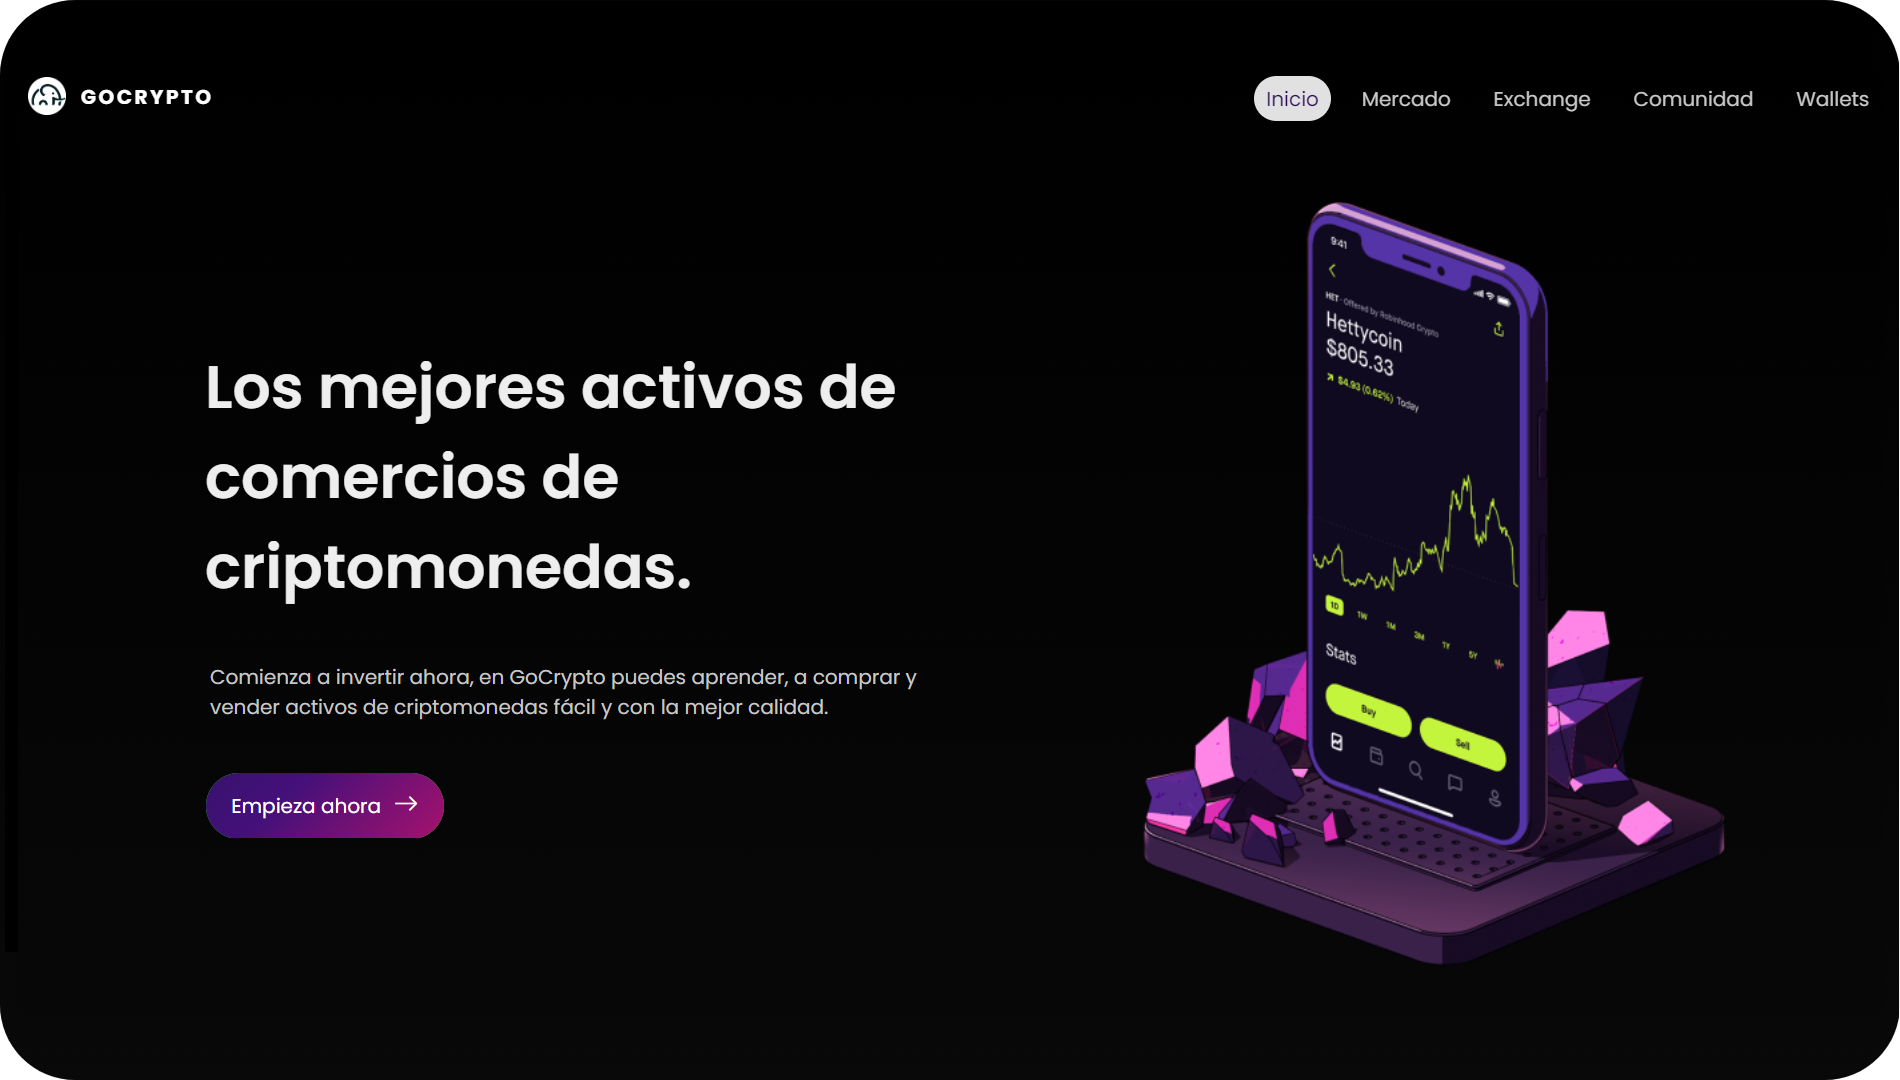 GOCRYPTO
Inicio
Mercado
Exchange
Comunidad
Wallets
Los mejores activos de
comercios de
criptomonedas.
Comienza a invertir ahora, en GoCrypto puedes aprender, a comprar y
vender activos de criptomonedas fácil y con la mejor calidad.
Empieza ahora
9:41
HET · Offered by Robinhood Crypto
Hettycoin
$805.33
$4.93 (0.62%) Today
1D
1W
1M
3M
1Y
5Y
Stats
Buy
Sell